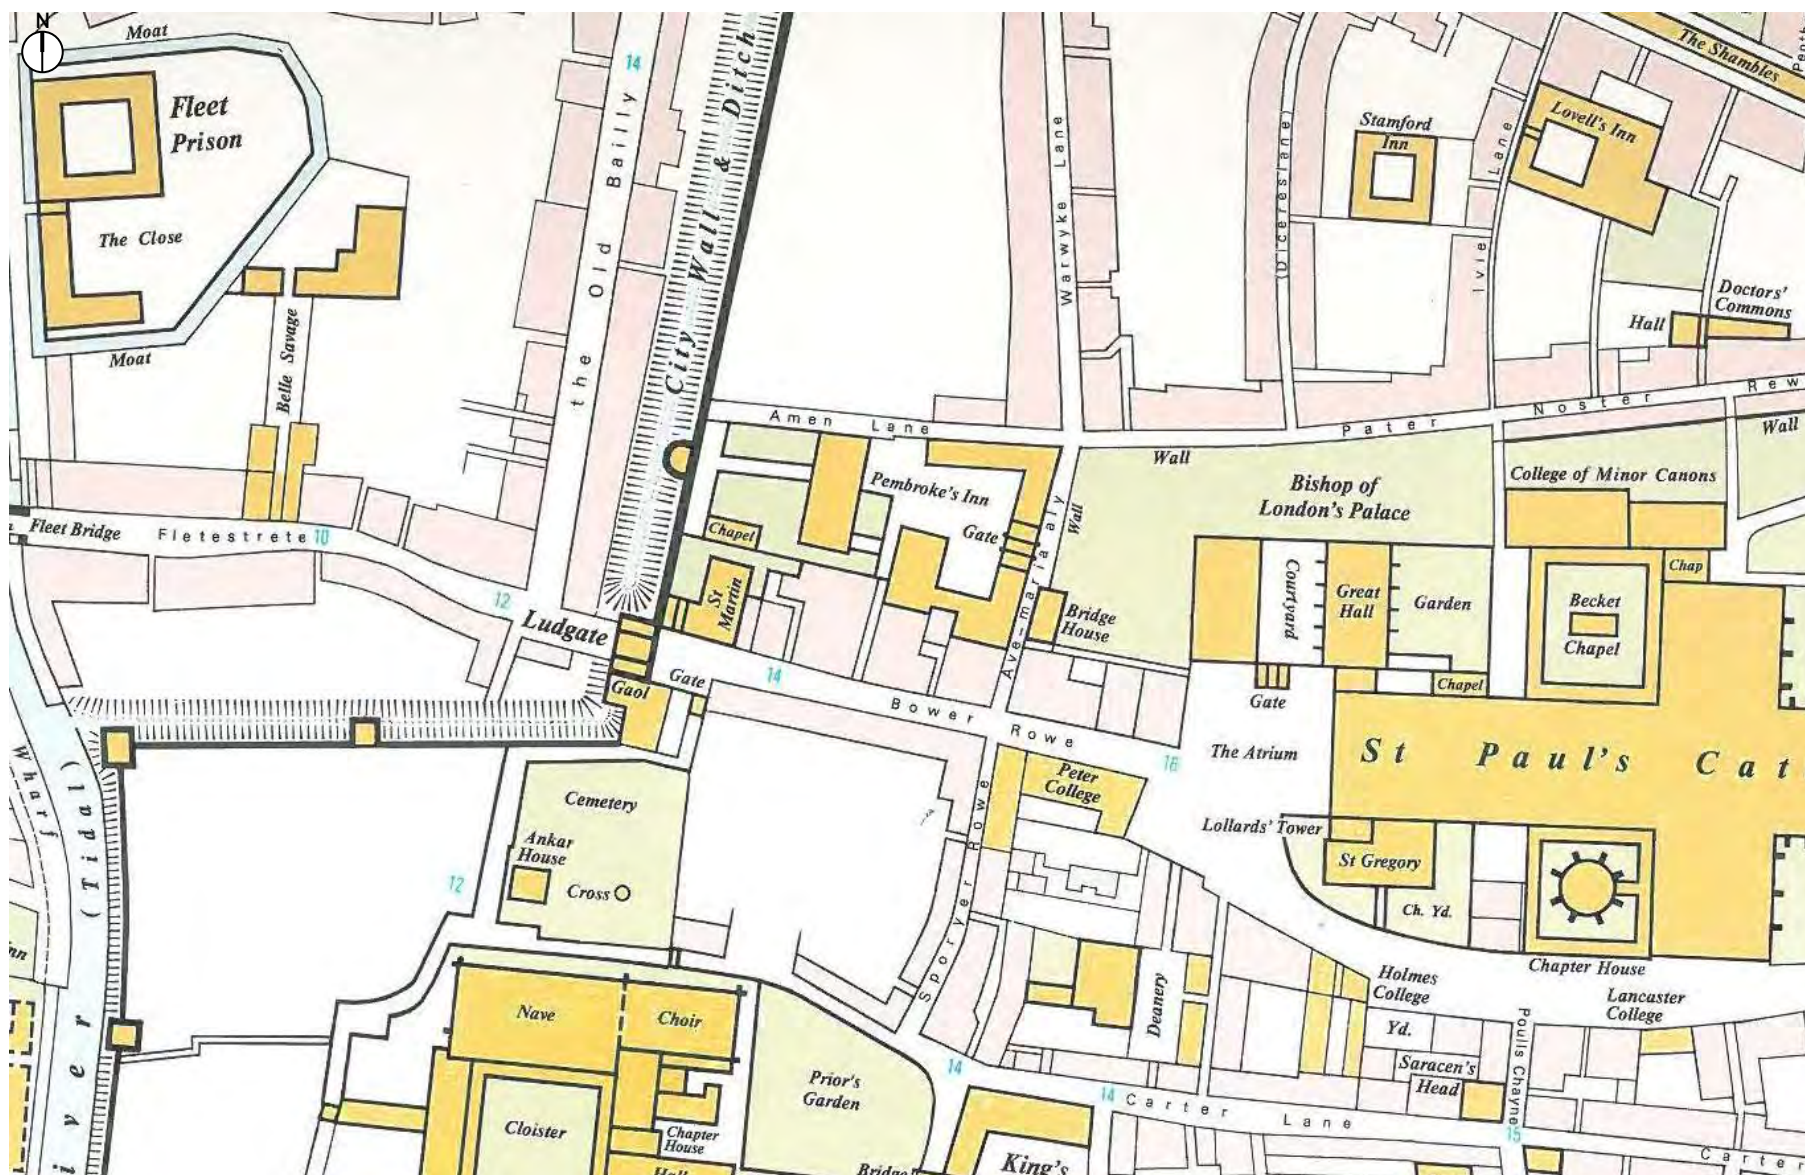 N
Moat
Fleet
Prison
The Close
Moat
Belle Savage
14
the Old Bailly
City Wall & Ditch
Warwyke Lane
(Dicereslane)
Stamford
Inn
Ivie Lane
Lovell's Inn
The Shambles
Doctors'
Commons
Hall
Pater Noster Rew
Wall
Amen Lane
Wall
Pembroke's Inn
Gate
Chapel
St
Martin
Ave-maria aly
Wall
Bridge
House
Bishop of
London's Palace
Courtyard
Great
Hall
Garden
Chapel
Gate
College of Minor Canons
Chap
Becket
Chapel
Fleet Bridge
Fletestrete
10
12
Ludgate
Gate
Gaol
14
Bower Rowe
16
The Atrium
St Paul's Cat
Peter
College
Lollards' Tower
St Gregory
Ch. Yd.
Chapter House
Wharf
(Tidal)
iver
nn
12
Cemetery
Ankar
House
Cross
Sporyer Rowe
Nave
Choir
Cloister
Chapter
House
Hall
Prior's
Garden
Bridge
14
King's
Deanery
Holmes
College
Yd.
Saracen's
Head
Lancaster
College
Poulls Chayne
14
Carter Lane
15
Carter